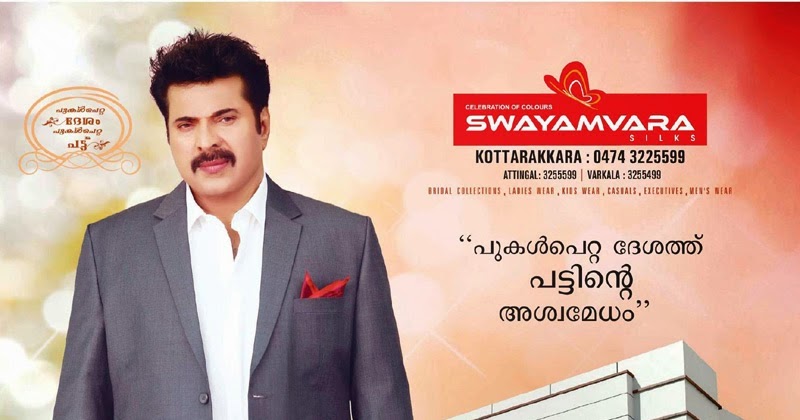 പുകൾപെറ്റ
ദേശം
പുകൾപെറ്റ
പട്ട്
CELEBRATION OF COLOURS
SWAYAMVARA
SILKS
KOTTARAKKARA : 0474 3225599
ATTINGAL: 3255599 | VARKALA : 3255499
BRIDAL COLLECTIONS , LADIES WEAR , KIDS WEAR , CASUALS , EXECUTIVES , MEN'S WEAR
“പുകൾപെറ്റ ദേശത്ത്
പട്ടിന്റെ
അശ്വമേധം”